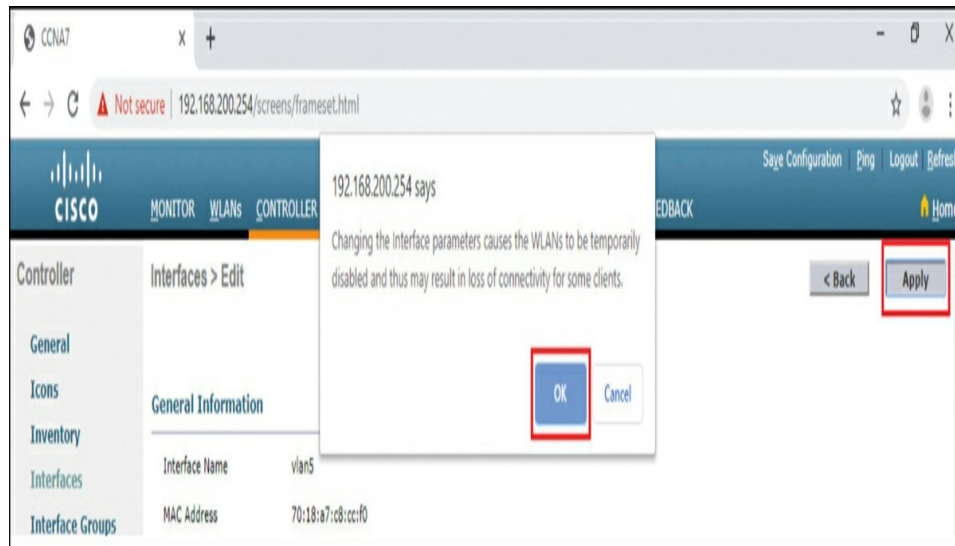 CCNA7
Not secure | 192.168.200.254/screens/frameset.html
Save Configuration | Ping | Logout | Refresh
CISCO
MONITOR WLANs CONTROLLER EDBACK Home
192.168.200.254 says
Changing the Interface parameters causes the WLANs to be temporarily
disabled and thus may result in loss of connectivity for some clients.
OK Cancel
Controller
Interfaces > Edit
< Back Apply
General
Icons
Inventory
Interfaces
Interface Groups
General Information
Interface Name vlan5
MAC Address 70:18:a7:c8:cc:f0